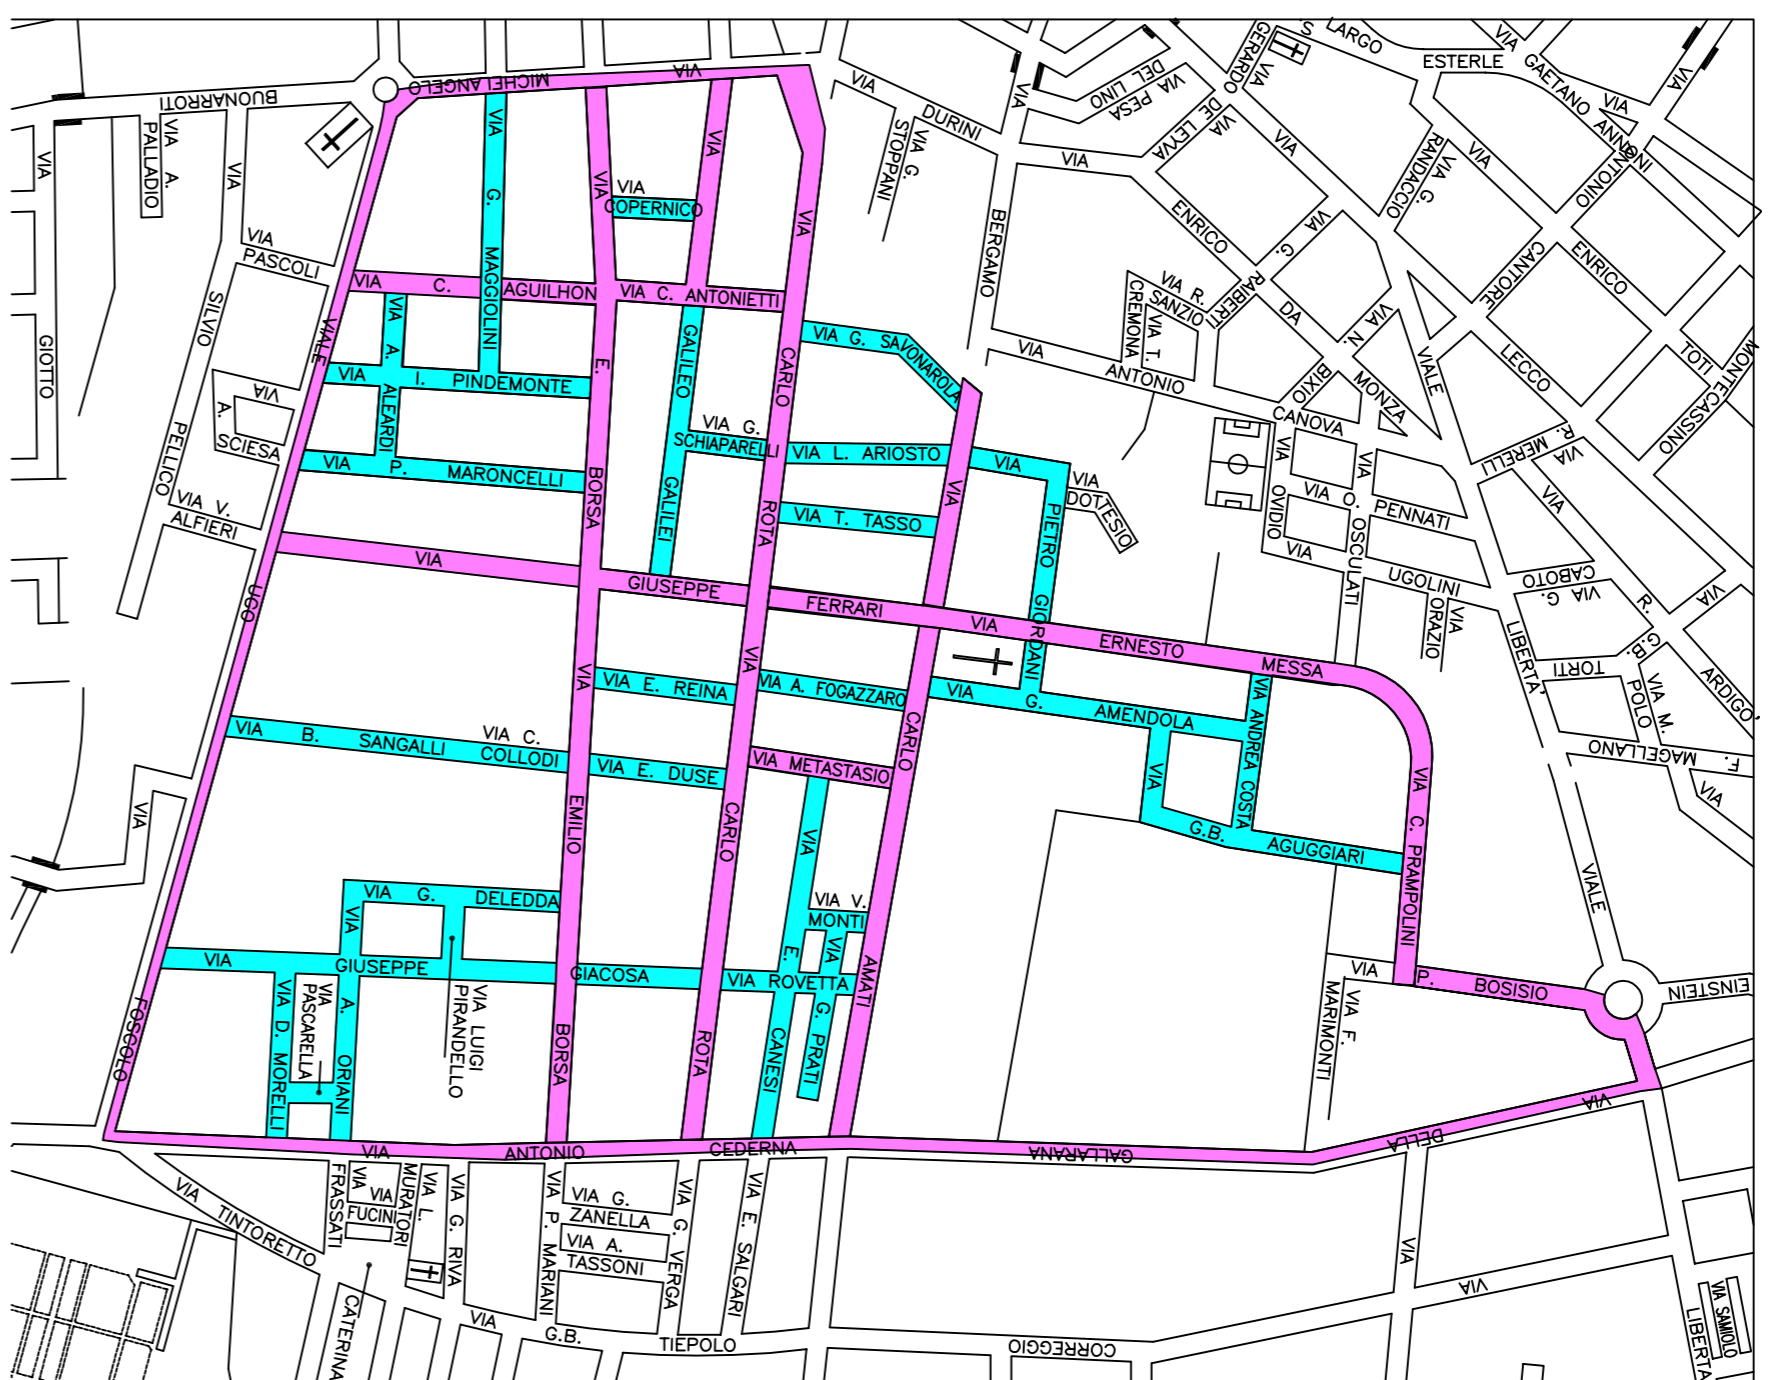 VIA
MICHELANGELO
BUONARROTI
VIA A.
PALLADIO
VIA
GIOTTO
VIA
SILVIO
PELLICO
VIA
PASCOLI
VIA
A.
SCIESA
VIA V.
ALFIERI
VIALE
UGO
FOSCOLO
VIA
VIA
G.
MAGGIOLINI
VIA
E.
BORSA
VIA
EMILIO
BORSA
VIA
COPERNICO
VIA
GALILEO
GALILEI
VIA
CARLO
ROTA
VIA
CARLO
ROTA
VIA
C.
AGUILHON
VIA C. ANTONIETTI
VIA A.
ALEARDI
VIA
I.
PINDEMONTE
VIA
P.
MARONCELLI
VIA G.
SCHIAPARELLI
VIA G. SAVONAROLA
VIA L. ARIOSTO
VIA T. TASSO
VIA
PIETRO
GIORDANI
VIA
DOTESIO
VIA
GIUSEPPE
FERRARI
VIA
ERNESTO
MESSA
VIA
CARLO
AMATI
VIA E. REINA
VIA A. FOGAZZARO
VIA
G.
AMENDOLA
VIA ANDREA COSTA
VIA
G.B.
AGUGGIARI
VIA C. PRAMPOLINI
VIA
P.
BOSISIO
VIA F.
MARIMONTI
VIA
B.
SANGALLI
VIA C.
COLLODI
VIA E. DUSE
VIA METASTASIO
VIA
E.
CANESI
VIA V.
MONTI
VIA
G. PRATI
VIA ROVETTA
VIA G.
DELEDDA
VIA
A.
ORIANI
VIA
GIUSEPPE
GIACOSA
VIA D. MORELLI
VIA
PASCARELLA
VIA LUIGI
PIRANDELLO
VIA
ANTONIO
CEDERNA
VIA
DELLA
GALLARANA
VIA
TINTORETTO
FRASSATI
VIA
VIA
FUCINI
VIA L.
MURATORI
CATERINA
VIA G. RIVA
VIA P. MARIANI
VIA G.
ZANELLA
VIA A.
TASSONI
VIA G. VERGA
VIA E. SALGARI
VIA
G.B.
TIEPOLO
VIA
CORREGGIO
VIA
VIA SAMIOLO
LIBERTA'
VIA
DURINI
VIA G.
STOPPANI
VIA
BERGAMO
VIA PESA
DEL LINO
VIA
GERARDO
LARGO
ESTERLE
S
VIA
GAETANO
ANNONI
VIA
VIA
VIA
DE LEYVA
VIA
ENRICO
DA
MONZA
VIA
VIA G.
RANDACCIO
VIA
ENRICO
TOTI
ANTONIO
CANTORE
VIA
G.
RAIBERTI
VIA R.
SANZIO
VIA T.
CREMONA
VIA
ANTONIO
CANOVA
VIA N.
BIXIO
VIALE
LIBERTA'
VIALE
LECCO
MONTECASSINO
VIA
R.
MERELLI
VIA
OVIDIO
VIA
O. OSCULATI
VIA
PENNATI
VIA
UGOLINI
VIA
ORAZIO
VIA
R.
ARDIGO'
VIA G.
CABOTO
VIA
G.B.
TORTI
VIA M.
POLO
F.
MAGELLANO
VIA
EINSTEIN